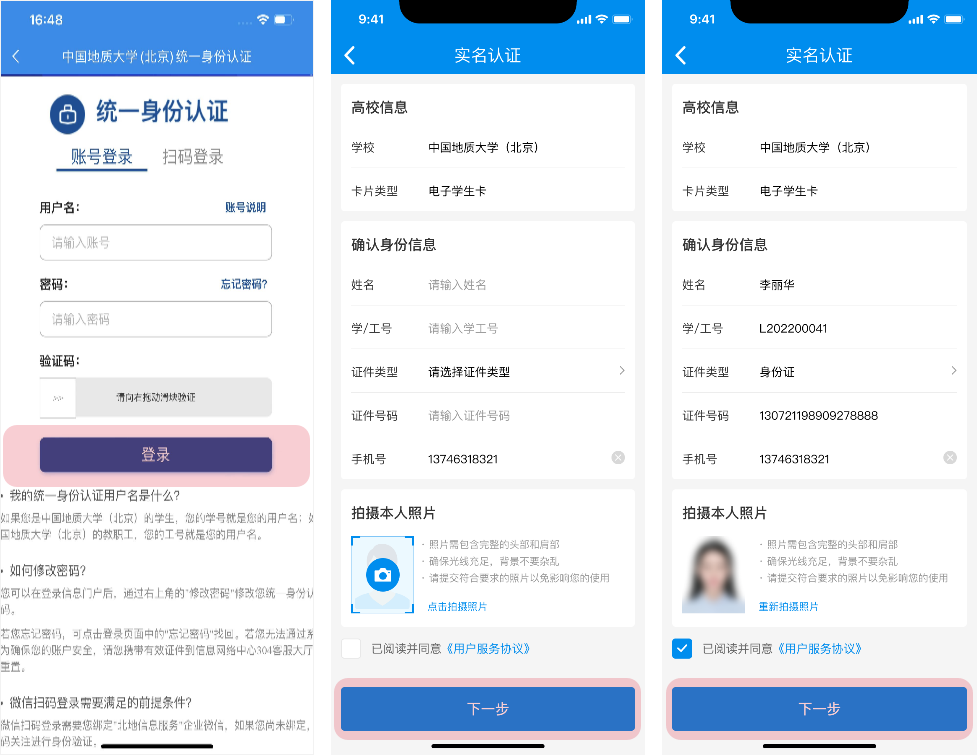 16:48
中国地质大学(北京)统一身份认证
统一身份认证
账号登录 扫码登录
用户名: 账号说明
请输入账号
密码: 忘记密码?
请输入密码
验证码:
请向右拖动滑块验证
登录
· 我的统一身份认证用户名是什么?
如果您是中国地质大学（北京）的学生，您的学号就是您的用户名；
国地质大学（北京）的教职工，您的工号就是您的用户名。
· 如何修改密码?
您可以在登录信息门户后，通过右上角的"修改密码"修改您统一身份认
码。
若您忘记密码，可点击登录页面中的"忘记密码"找回。若您无法通过系
为确保您的账户安全，请您携带有效证件到信息网络中心304客服大厅
重置。
· 微信扫码登录需要满足的前提条件?
微信扫码登录需要您绑定"北地信息服务"企业微信，如果您尚未绑定，
码关注进行身份验证。
9:41
实名认证
高校信息
学校 中国地质大学（北京）
卡片类型 电子学生卡
确认身份信息
姓名 请输入姓名
学/工号 请输入学工号
证件类型 请选择证件类型
证件号码 请输入证件号码
手机号 13746318321
拍摄本人照片
· 照片需包含完整的头部和肩部
· 确保光线充足，背景不要杂乱
· 请提交符合要求的照片以免影响您的使用
点击拍摄照片
已阅读并同意《用户服务协议》
下一步
9:41
实名认证
高校信息
学校 中国地质大学（北京）
卡片类型 电子学生卡
确认身份信息
姓名 李丽华
学/工号 L202200041
证件类型 身份证
证件号码 130721198909278888
手机号 13746318321
拍摄本人照片
· 照片需包含完整的头部和肩部
· 确保光线充足，背景不要杂乱
· 请提交符合要求的照片以免影响您的使用
重新拍摄照片
已阅读并同意《用户服务协议》
下一步